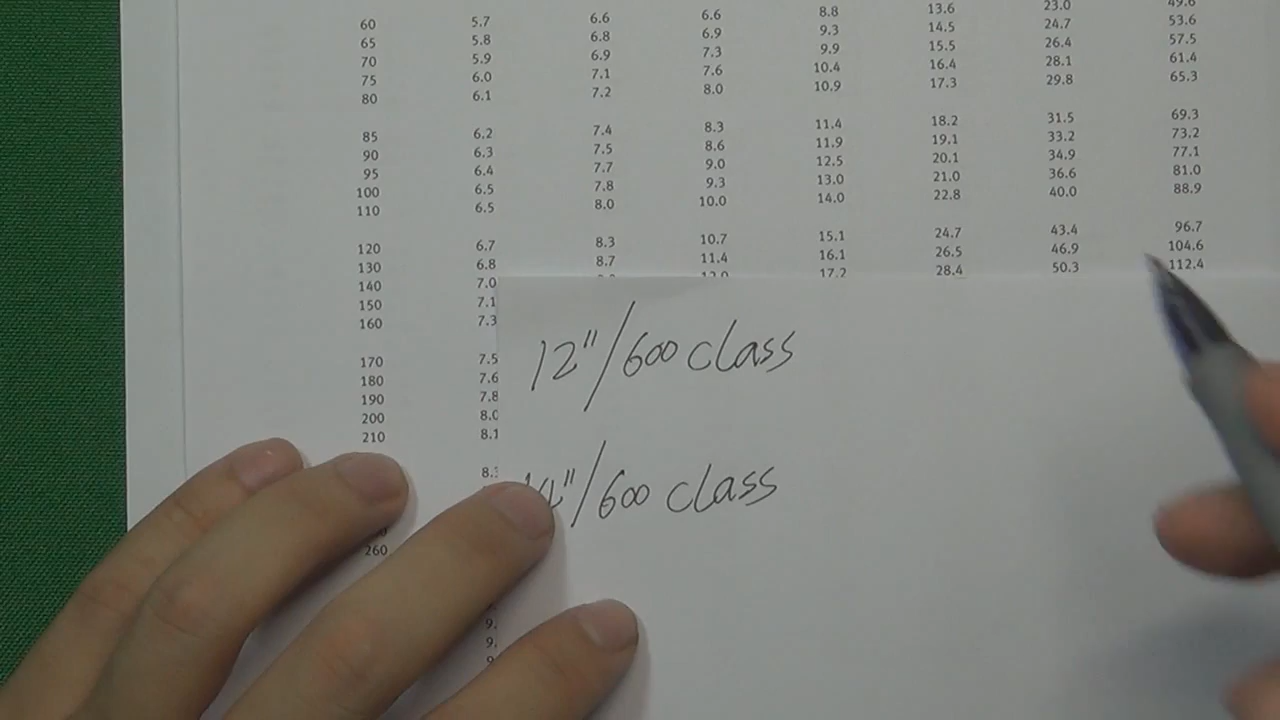 60 5.7 6.6 6.6 8.8 13.6 23.0 49.6
65 5.8 6.8 6.9 9.3 14.5 24.7 53.6
70 5.9 6.9 7.3 9.9 15.5 26.4 57.5
75 6.0 7.1 7.6 10.4 16.4 28.1 61.4
80 6.1 7.2 8.0 10.9 17.3 29.8 65.3
85 6.2 7.4 8.3 11.4 18.2 31.5 69.3
90 6.3 7.5 8.6 11.9 19.1 33.2 73.2
95 6.4 7.7 9.0 12.5 20.1 34.9 77.1
100 6.5 7.8 9.3 13.0 21.0 36.6 81.0
110 6.5 8.0 10.0 14.0 22.8 40.0 88.9
120 6.7 8.3 10.7 15.1 24.7 43.4 96.7
130 6.8 8.7 11.4 16.1 26.5 46.9 104.6
140 7.0 17.2 28.4 50.3 112.4
150 7.1
160 7.3
170 7.5
180 7.6
190 7.8
200 8.0
210 8.1
260
12"/600 class
14"/600 class